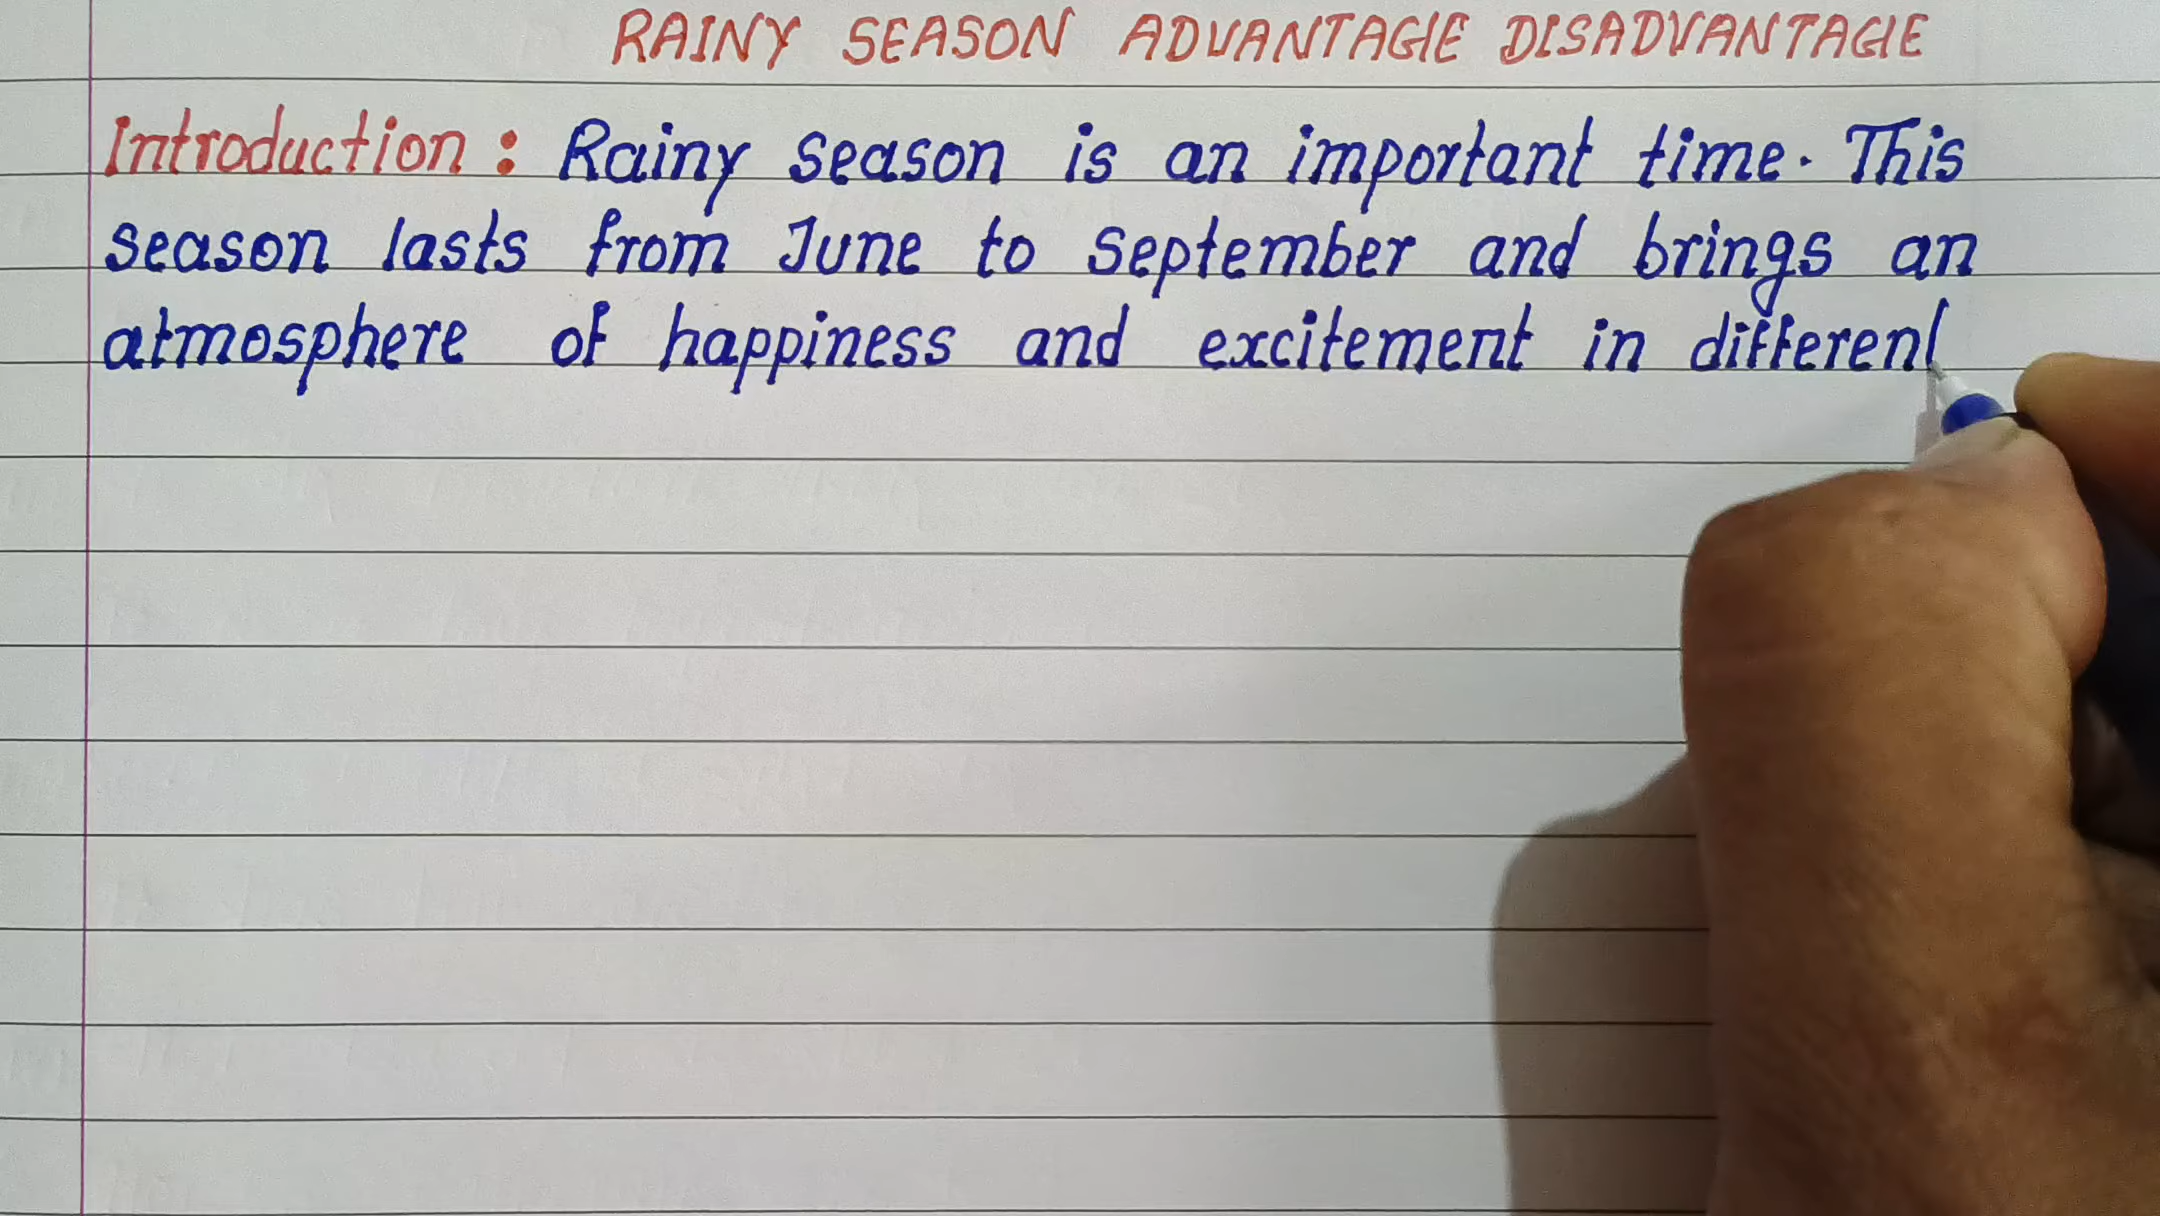 RAINY SEASON ADVANTAGE DISADVANTAGE
Introduction : Rainy season is an important time. This
season lasts from June to September and brings an
atmosphere of happiness and excitement in different